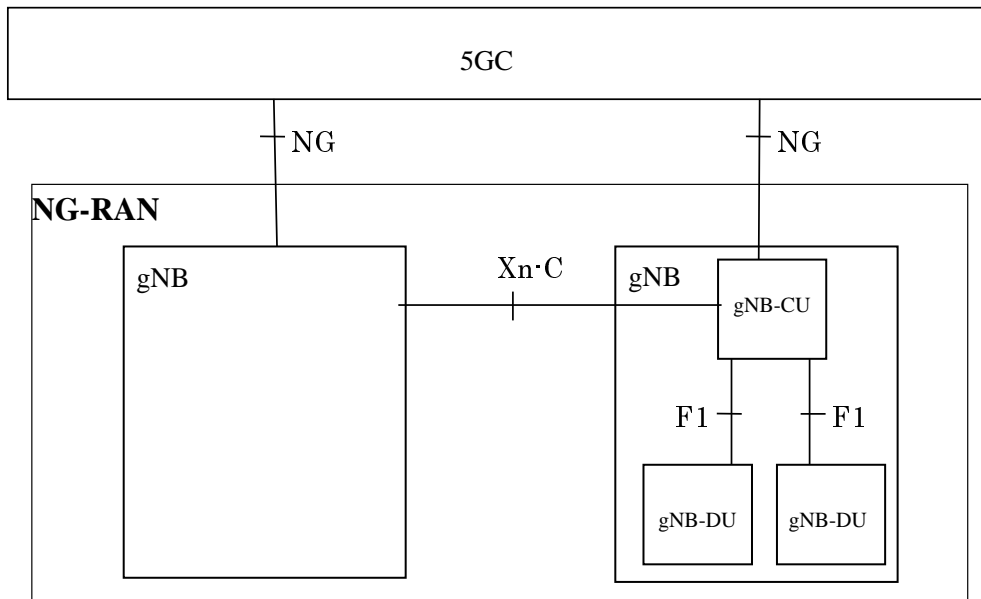 5GC
NG
NG
NG-RAN
gNB
Xn-C
gNB
gNB-CU
F1
F1
gNB-DU
gNB-DU